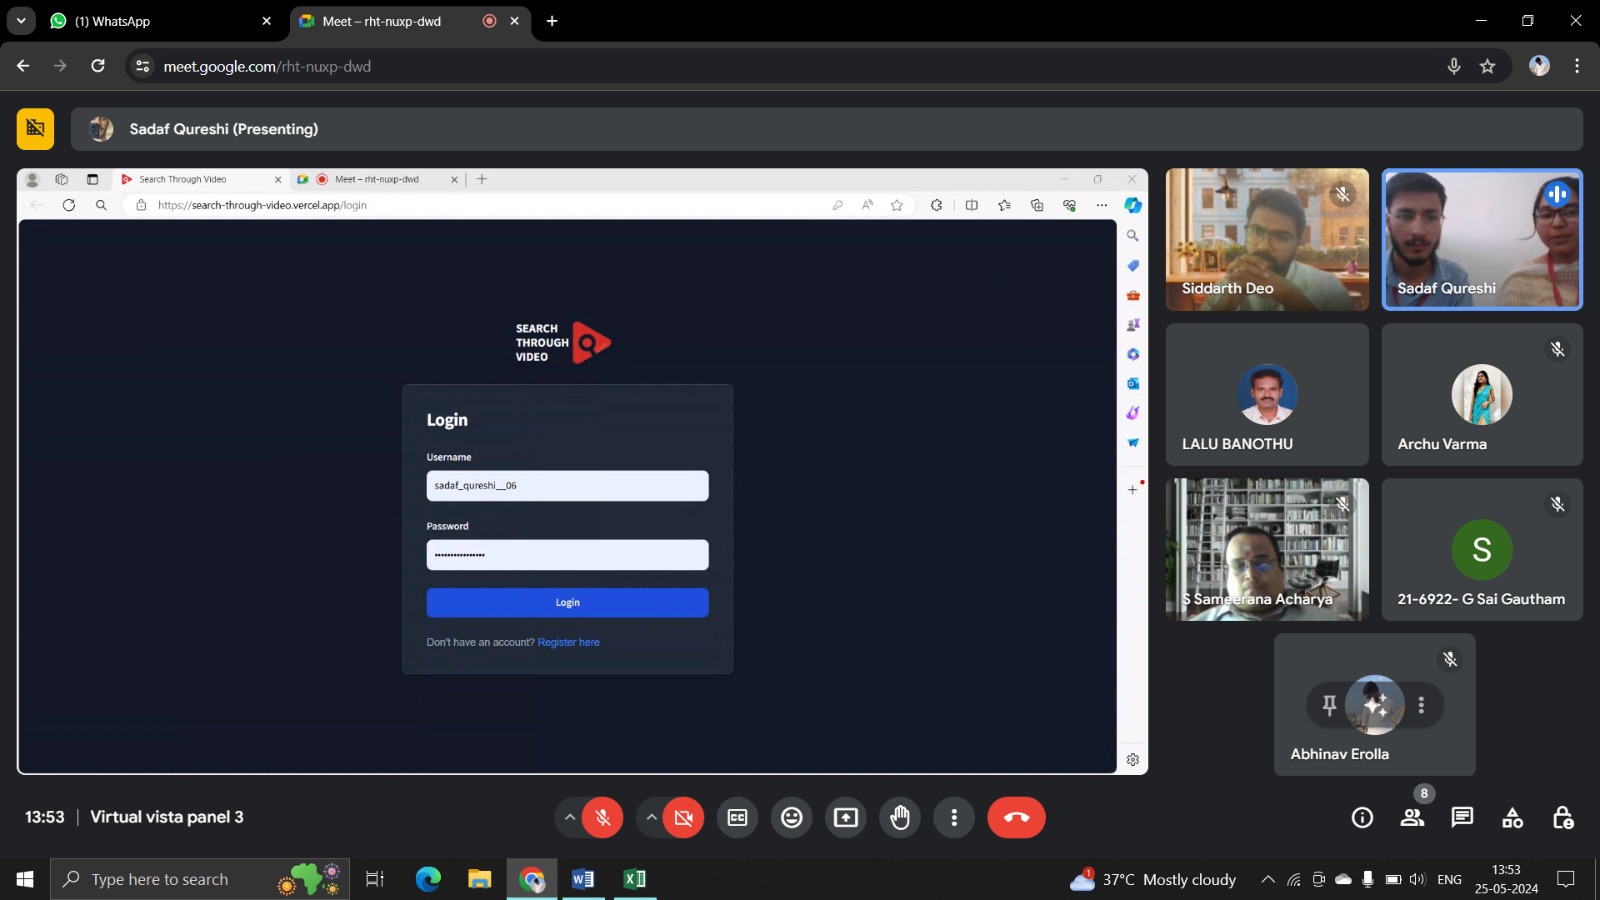 (1) WhatsApp
Meet – rht-nuxp-dwd
meet.google.com/rht-nuxp-dwd
Sadaf Qureshi (Presenting)
Search Through Video
Meet – rht-nuxp-dwd
https://search-through-video.vercel.app/login
SEARCH
THROUGH
VIDEO
Login
Username
sadaf_qureshi__06
Password
Login
Don't have an account? Register here
Siddarth Deo
Sadaf Qureshi
LALU BANOTHU
Archu Varma
S Sameerana Acharya
S
21-6922- G Sai Gautham
Abhinav Erolla
13:53 | Virtual vista panel 3
CC
8
Type here to search
1
37°C Mostly cloudy
ENG
13:53
25-05-2024